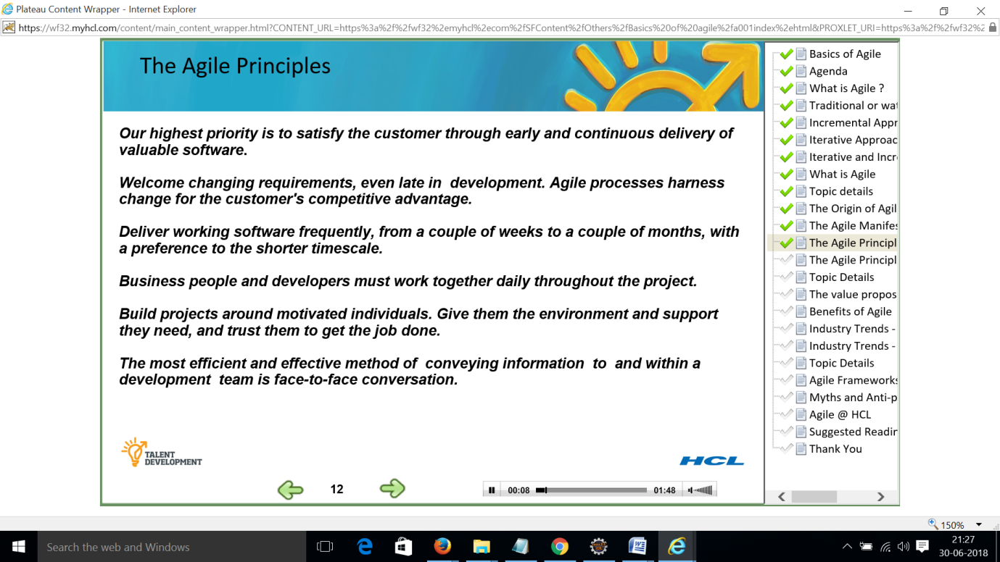 Plateau Content Wrapper - Internet Explorer
https://wf32.myhcl.com/content/main_content_wrapper.html?CONTENT_URL=https%3a%2f%2fwf32%2emyhcl%2ecom%2fSFContent%2fOthers%2fBasics%20of%20agile%2fa001index%2ehtml&PROXLET_URI=https%3a%2f%2fwf32%2
The Agile Principles
Our highest priority is to satisfy the customer through early and continuous delivery of
valuable software.
Welcome changing requirements, even late in  development. Agile processes harness
change for the customer's competitive advantage.
Deliver working software frequently, from a couple of weeks to a couple of months, with
a preference to the shorter timescale.
Business people and developers must work together daily throughout the project.
Build projects around motivated individuals. Give them the environment and support
they need, and trust them to get the job done.
The most efficient and effective method of  conveying information  to  and within a
development  team is face-to-face conversation.
TALENT
DEVELOPMENT
HCL
12
00:08
01:48
Basics of Agile
Agenda
What is Agile ?
Traditional or wat
Incremental Appr
Iterative Approac
Iterative and Incre
What is Agile
Topic details
The Origin of Agil
The Agile Manifes
The Agile Principl
The Agile Principl
Topic Details
The value propos
Benefits of Agile
Industry Trends -
Industry Trends -
Topic Details
Agile Frameworks
Myths and Anti-p
Agile @ HCL
Suggested Readin
Thank You
150%
Search the web and Windows
21:27
30-06-2018